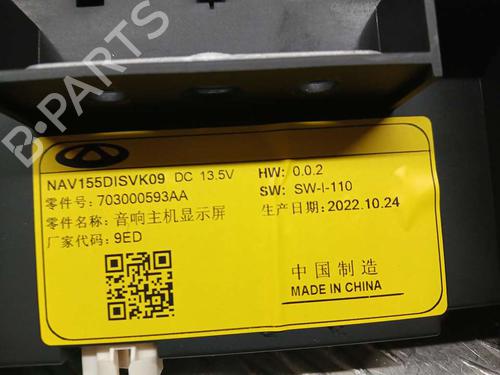 B-PARTS
NAV155DISVK09 DC 13.5V
零件号: 703000593AA
零件名称: 音响主机显示屏
厂家代码: 9ED
HW: 0.0.2
SW: SW-I-110
生产日期: 2022.10.24
中国制造
MADE IN CHINA